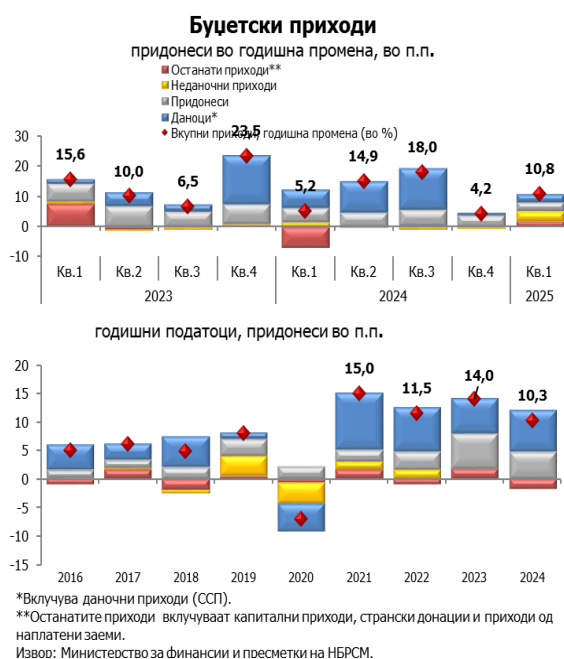 Буџетски приходи
придонеси во годишна промена, во п.п.
Останати приходи**
Неданочни приходи
Придонеси
Даноци*
Вкупни приходи, годишна промена (во %)
30
20
10
0
-10
15,6
10,0
6,5
23,5
5,2
14,9
18,0
4,2
10,8
Кв.1 Кв.2 Кв.3 Кв.4 Кв.1 Кв.2 Кв.3 Кв.4 Кв.1
2023 2024 2025
годишни податоци, придонеси во п.п.
20
15
10
5
0
-5
-10
-15
15,0
11,5
14,0
10,3
2016 2017 2018 2019 2020 2021 2022 2023 2024
*Вклучува даночни приходи (ССП).
**Останатите приходи вклучуваат капитални приходи, странски донации и приходи од
наплатени заеми.
Извор: Министерство за финансии и пресметки на НБРСМ.